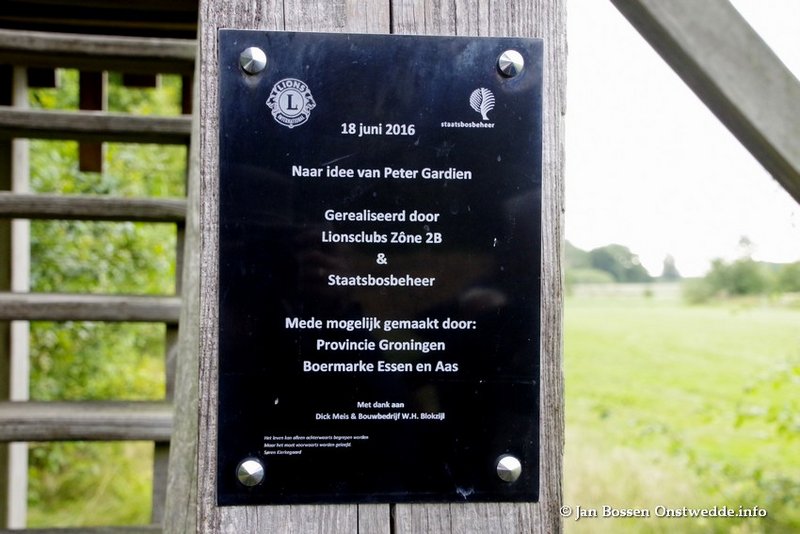 LIONS
L
INTERNATIONAL
staatsbosbeheer
18 juni 2016
Naar idee van Peter Gardien
Gerealiseerd door
Lionsclubs Zône 2B
&
Staatsbosbeheer
Mede mogelijk gemaakt door:
Provincie Groningen
Boermarke Essen en Aas
Met dank aan
Dick Meis & Bouwbedrijf W.H. Blokzijl
Het leven kan alleen achterwaarts begrepen worden
Maar het moet voorwaarts worden geleefd.
Søren Kierkegaard
© Jan Bossen Onstwedde.info